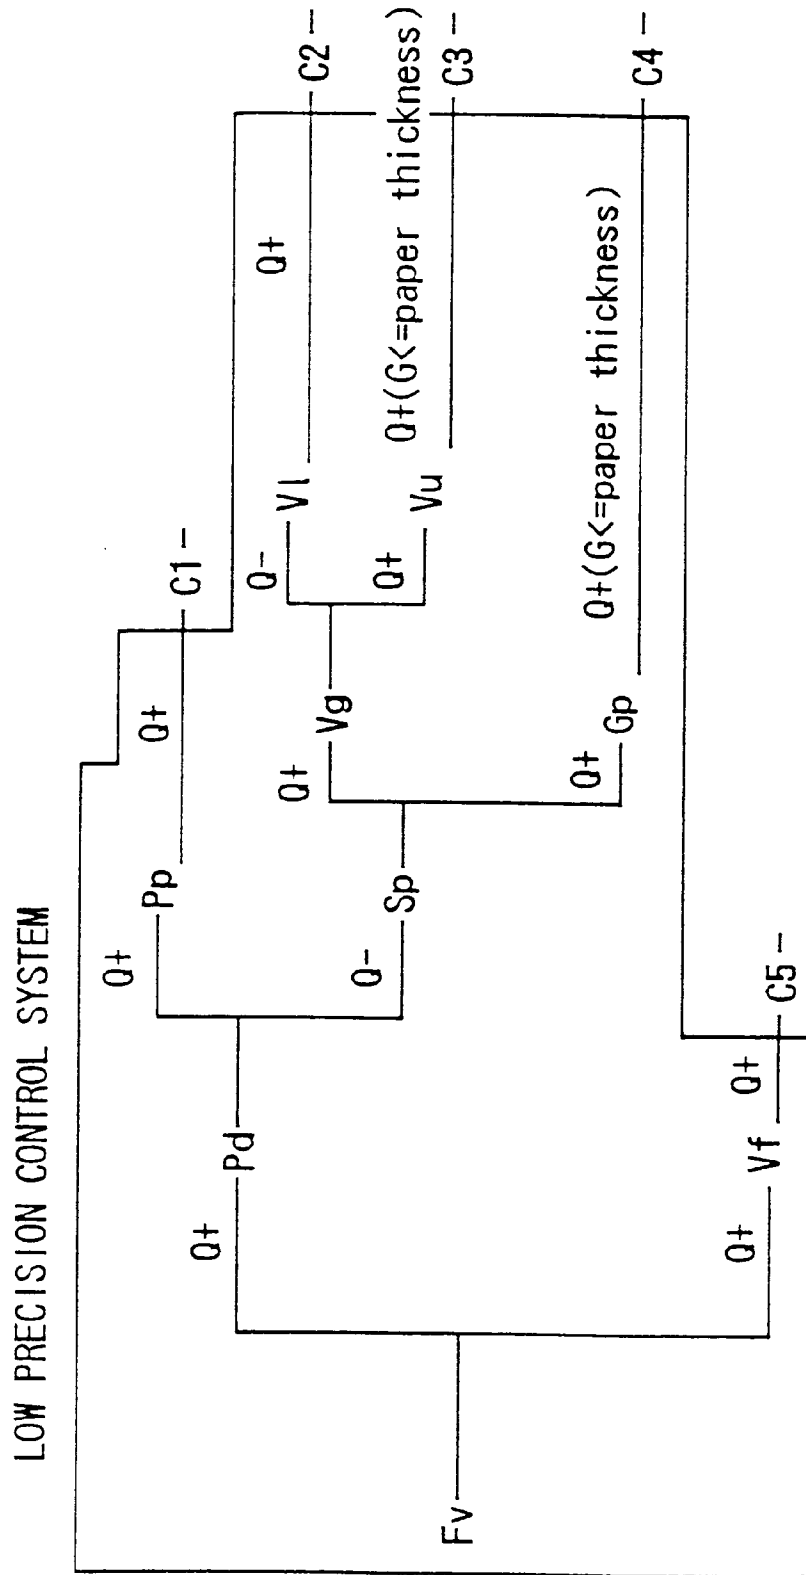 LOW PRECISION CONTROL SYSTEM
Q+ Pp Q+ C1 -
Q+ Pd
Q- Sp
Q+ Vg
Q- Vl Q+ C2 -
Q+ Vu Q+(G<=paper thickness) C3 -
Fv
Q+ Gp Q+(G<=paper thickness) C4 -
Q+ Vf Q+ C5 -